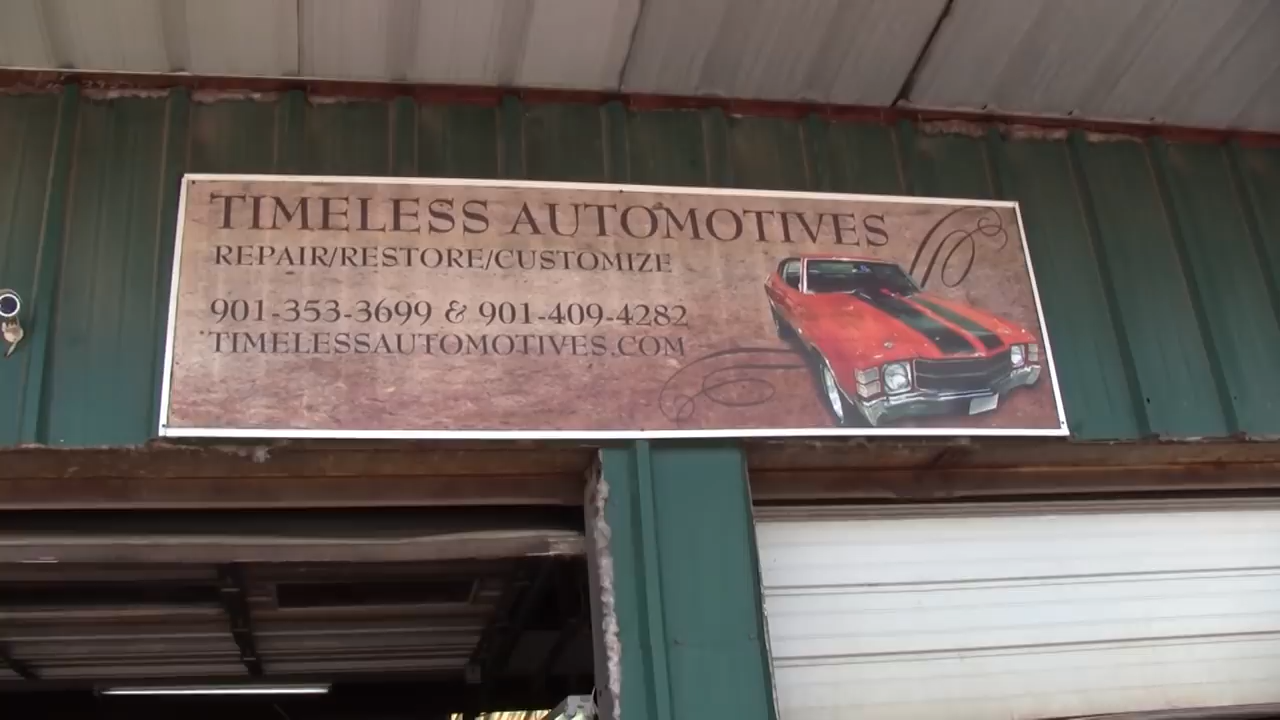 TIMELESS AUTOMOTIVES
REPAIR/RESTORE/CUSTOMIZE
901-353-3699 & 901-409-4282
TIMELESSAUTOMOTIVES.COM